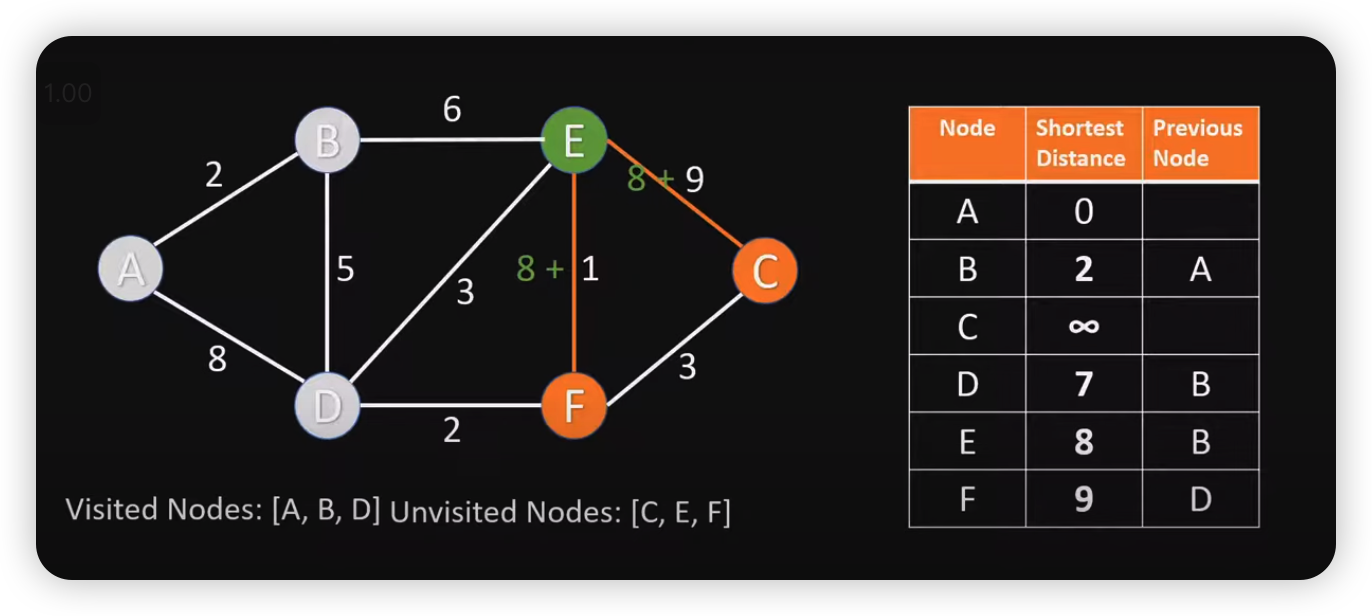 1.00
6
B
E
2
8 + 9
A
5
3
8 + 1
C
8
3
D
F
2
Visited Nodes: [A, B, D] Unvisited Nodes: [C, E, F]
Node Shortest Distance Previous Node
A 0
B 2 A
C ∞
D 7 B
E 8 B
F 9 D